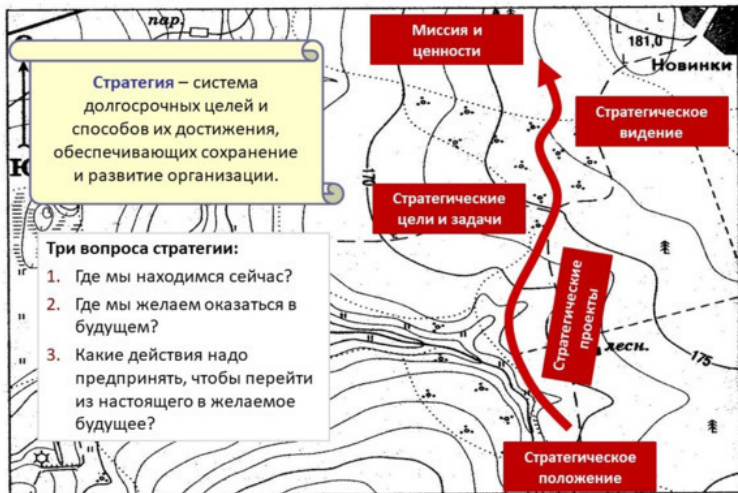 пар.
181,0
Новинки
Стратегия – система
долгосрочных целей и
способов их достижения,
обеспечивающих сохранение
и развитие организации.
Ю
170
Миссия и
ценности
Стратегическое
видение
Стратегические
цели и задачи
Стратегические
проекты
лесн.
175
Стратегическое
положение
Три вопроса стратегии:
1. Где мы находимся сейчас?
2. Где мы желаем оказаться в
будущем?
3. Какие действия надо
предпринять, чтобы перейти
из настоящего в желаемое
будущее?